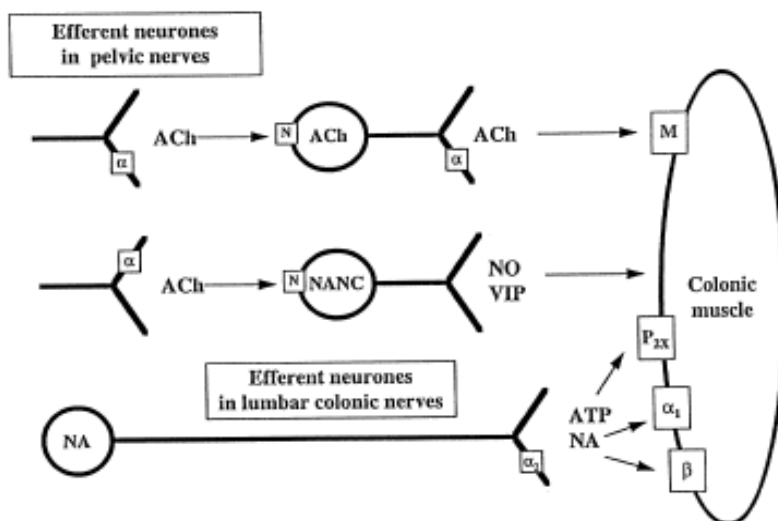 Efferent neurones
in pelvic nerves
α ACh N ACh α ACh M
α ACh N NANC NO
VIP
Colonic
muscle
P2X
Efferent neurones
in lumbar colonic nerves
ATP α1
NA α2 NA
β